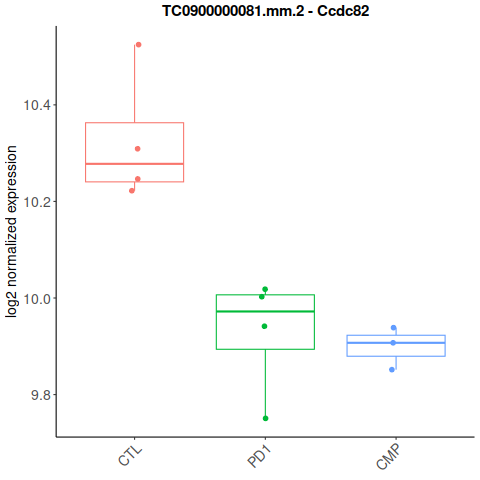 TC0900000081.mm.2 - Ccdc82
log2 normalized expression
10.4
10.2
10.0
9.8
CTL
PD1
CMP